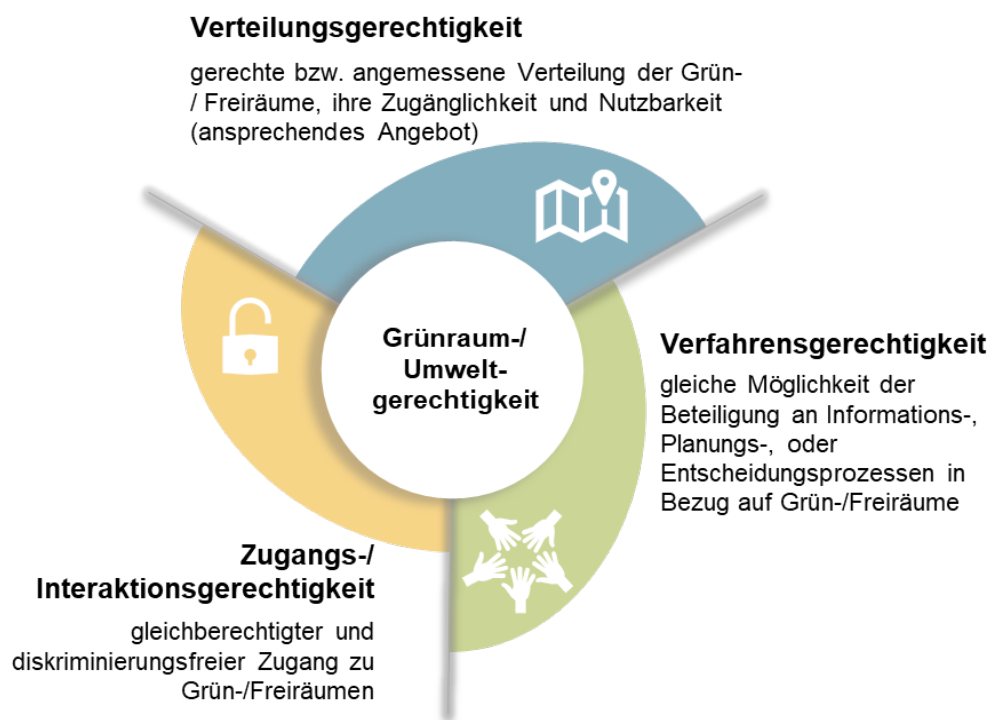 Verteilungsgerechtigkeit
gerechte bzw. angemessene Verteilung der Grün-
/ Freiräume, ihre Zugänglichkeit und Nutzbarkeit
(ansprechendes Angebot)
Grünraum-/
Umwelt-
gerechtigkeit
Verfahrensgerechtigkeit
gleiche Möglichkeit der
Beteiligung an Informations-,
Planungs-, oder
Entscheidungsprozessen in
Bezug auf Grün-/Freiräume
Zugangs-/
Interaktionsgerechtigkeit
gleichberechtigter und
diskriminierungsfreier Zugang zu
Grün-/Freiräumen